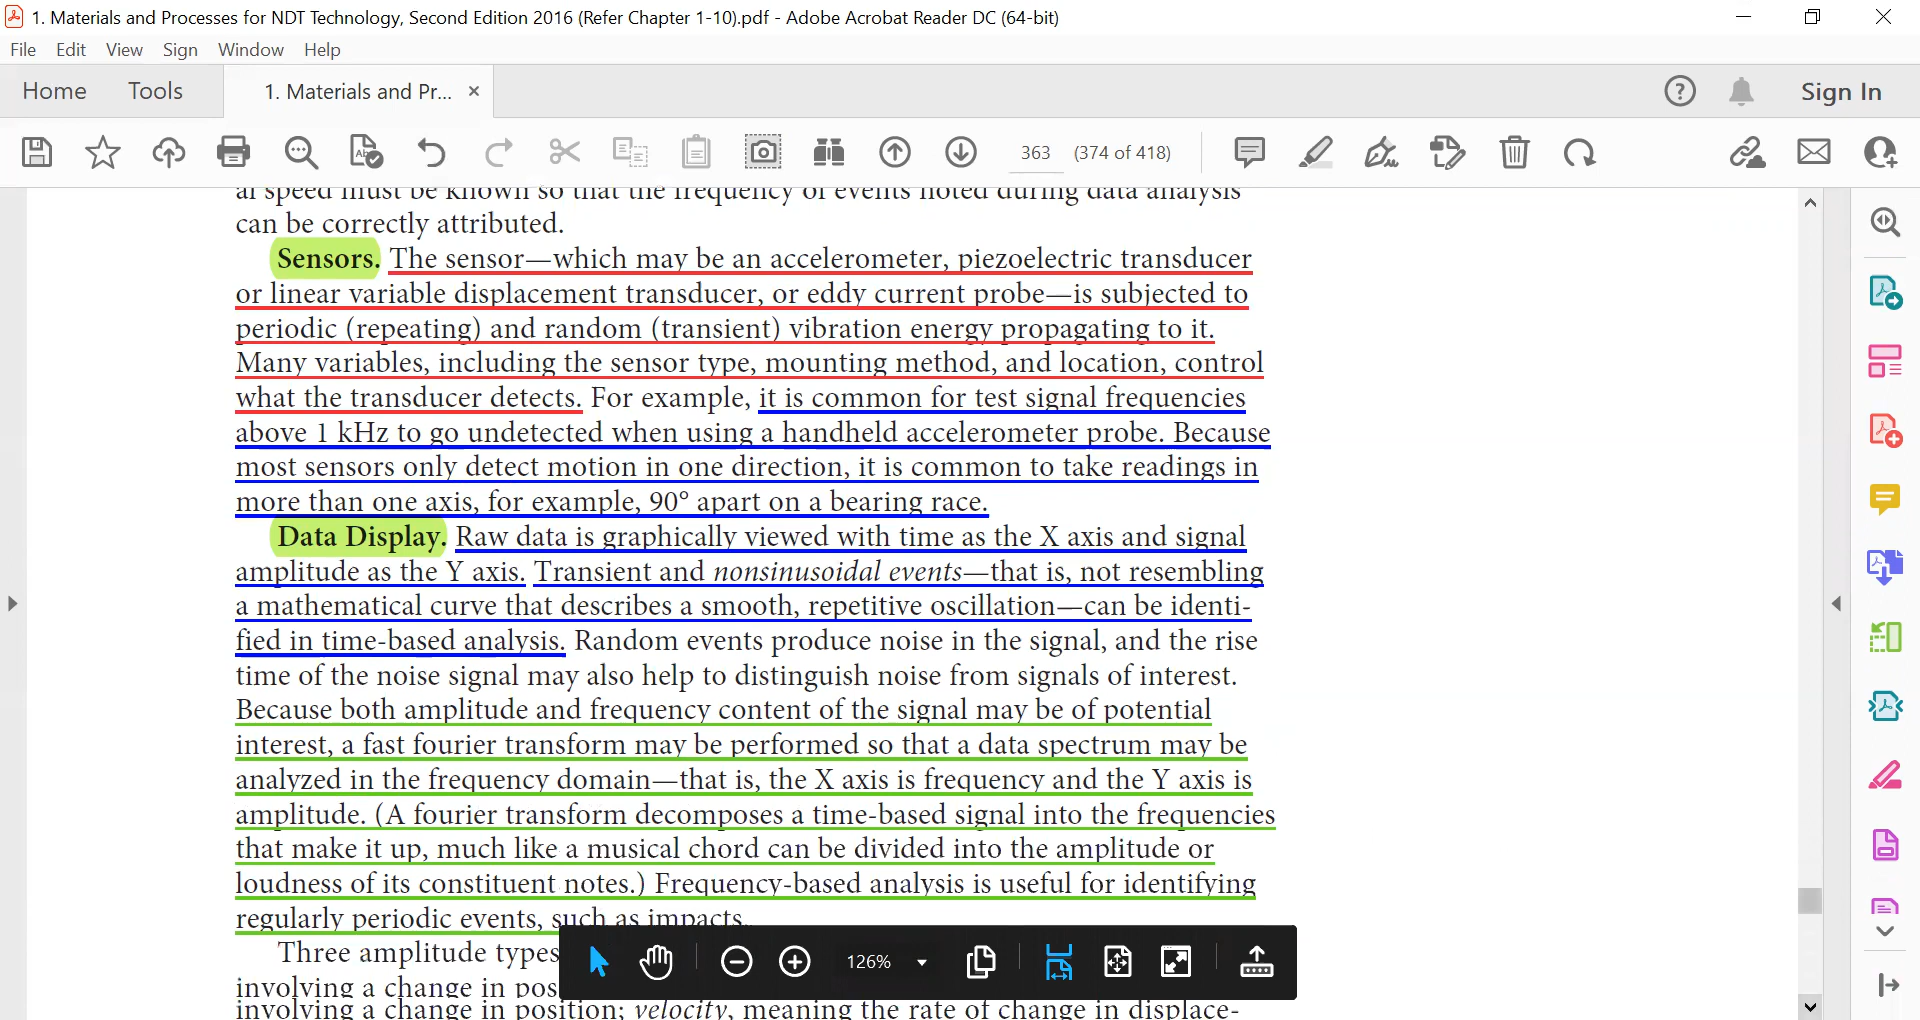 1. Materials and Processes for NDT Technology, Second Edition 2016 (Refer Chapter 1-10).pdf - Adobe Acrobat Reader DC (64-bit)
File Edit View Sign Window Help
Home Tools 1. Materials and Pr... × Sign In
363 (374 of 418)
al speed must be known so that the frequency of events noted during data analysis
can be correctly attributed.
Sensors. The sensor—which may be an accelerometer, piezoelectric transducer
or linear variable displacement transducer, or eddy current probe—is subjected to
periodic (repeating) and random (transient) vibration energy propagating to it.
Many variables, including the sensor type, mounting method, and location, control
what the transducer detects. For example, it is common for test signal frequencies
above 1 kHz to go undetected when using a handheld accelerometer probe. Because
most sensors only detect motion in one direction, it is common to take readings in
more than one axis, for example, 90° apart on a bearing race.
Data Display. Raw data is graphically viewed with time as the X axis and signal
amplitude as the Y axis. Transient and nonsinusoidal events—that is, not resembling
a mathematical curve that describes a smooth, repetitive oscillation—can be identi-
fied in time-based analysis. Random events produce noise in the signal, and the rise
time of the noise signal may also help to distinguish noise from signals of interest.
Because both amplitude and frequency content of the signal may be of potential
interest, a fast fourier transform may be performed so that a data spectrum may be
analyzed in the frequency domain—that is, the X axis is frequency and the Y axis is
amplitude. (A fourier transform decomposes a time-based signal into the frequencies
that make it up, much like a musical chord can be divided into the amplitude or
loudness of its constituent notes.) Frequency-based analysis is useful for identifying
regularly periodic events, such as impacts.
Three amplitude types
involving a change in pos
126%
involving a change in position; velocity, meaning the rate of change in displace-